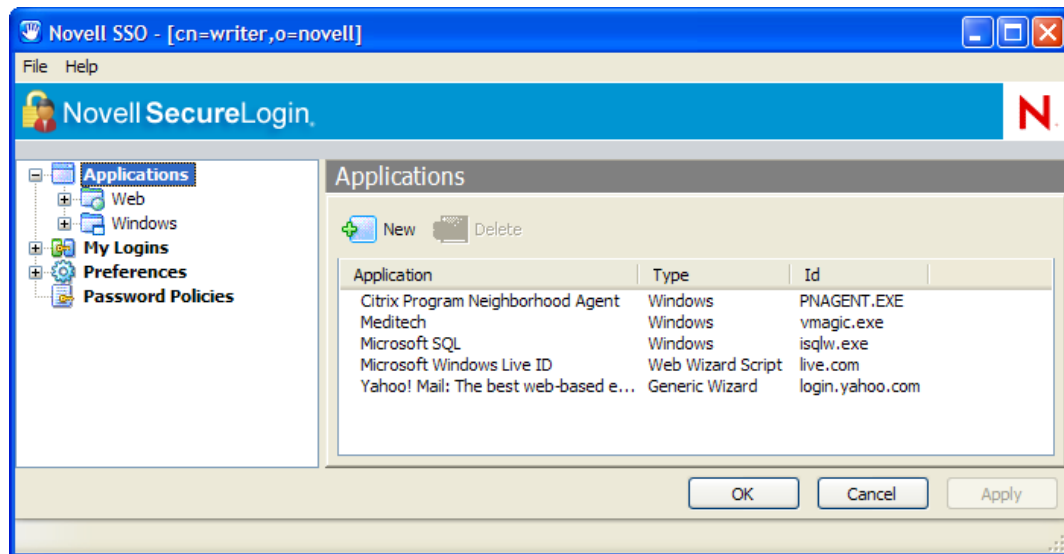 Novell SSO - [cn=writer,o=novell]
File Help
Novell SecureLogin
N
Applications
Web
Windows
My Logins
Preferences
Password Policies
Applications
New Delete
Application Type Id
Citrix Program Neighborhood Agent Windows PNAGENT.EXE
Meditech Windows vmagic.exe
Microsoft SQL Windows isqlw.exe
Microsoft Windows Live ID Web Wizard Script live.com
Yahoo! Mail: The best web-based e... Generic Wizard login.yahoo.com
OK Cancel Apply